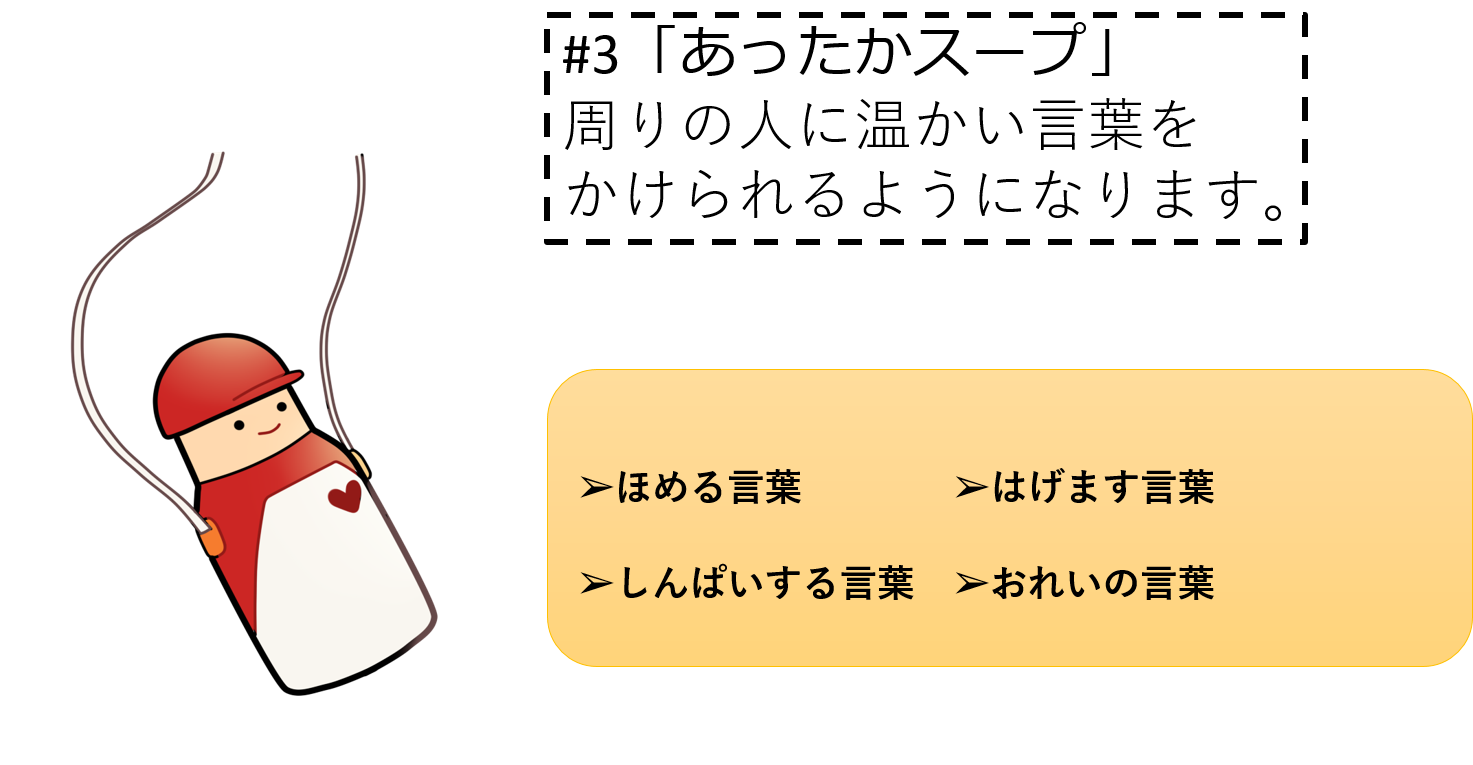 #3「あったかスープ」
周りの人に温かい言葉を
かけられるようになります。
➢ほめる言葉 ➢はげます言葉
➢しんぱいする言葉 ➢おれいの言葉